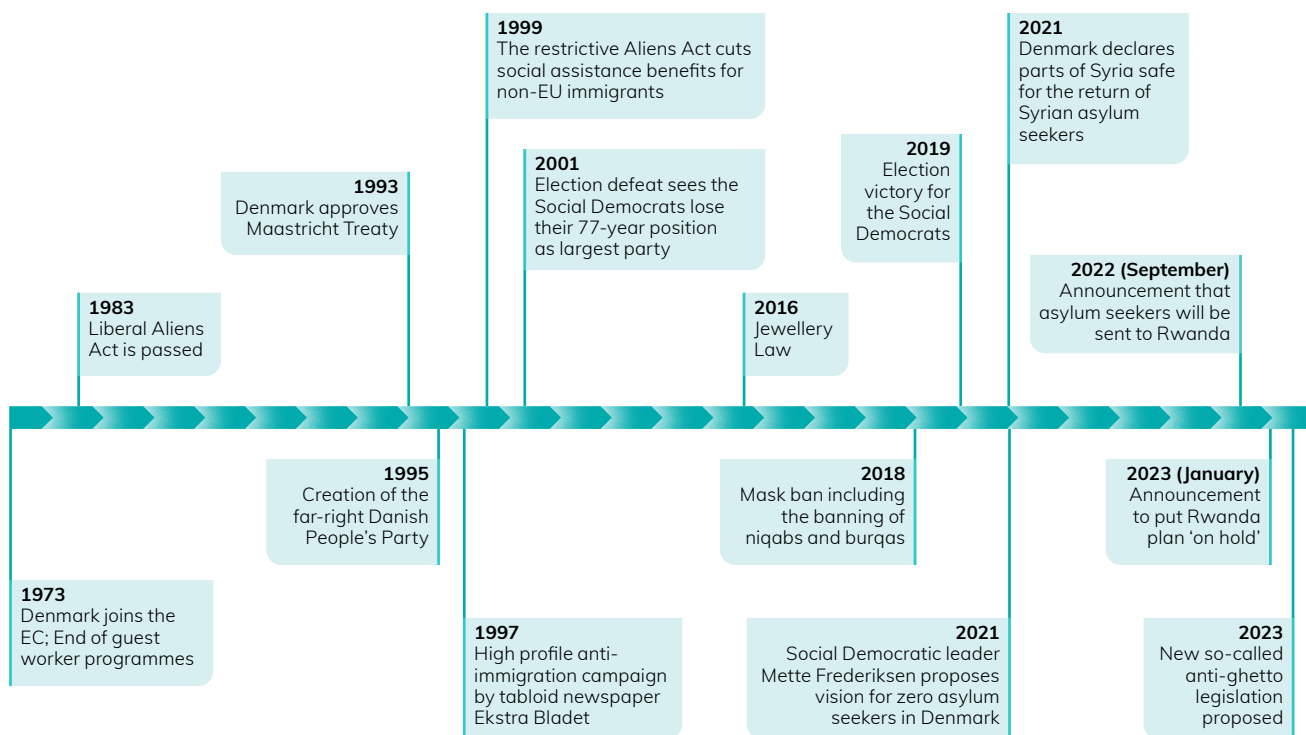 1999
The restrictive Aliens Act cuts
social assistance benefits for
non-EU immigrants
2021
Denmark declares
parts of Syria safe
for the return of
Syrian asylum
seekers
2001
Election defeat sees the
Social Democrats lose
their 77-year position
as largest party
2019
Election
victory for
the Social
Democrats
1993
Denmark approves
Maastricht Treaty
2022 (September)
Announcement that
asylum seekers will be
sent to Rwanda
1983
Liberal Aliens
Act is passed
2016
Jewellery
Law
1995
Creation of the
far-right Danish
People’s Party
2018
Mask ban including
the banning of
niqabs and burqas
2023 (January)
Announcement
to put Rwanda
plan ‘on hold’
1973
Denmark joins the
EC; End of guest
worker programmes
1997
High profile anti-
immigration campaign
by tabloid newspaper
Ekstra Bladet
2021
Social Democratic leader
Mette Frederiksen proposes
vision for zero asylum
seekers in Denmark
2023
New so-called
anti-ghetto
legislation
proposed